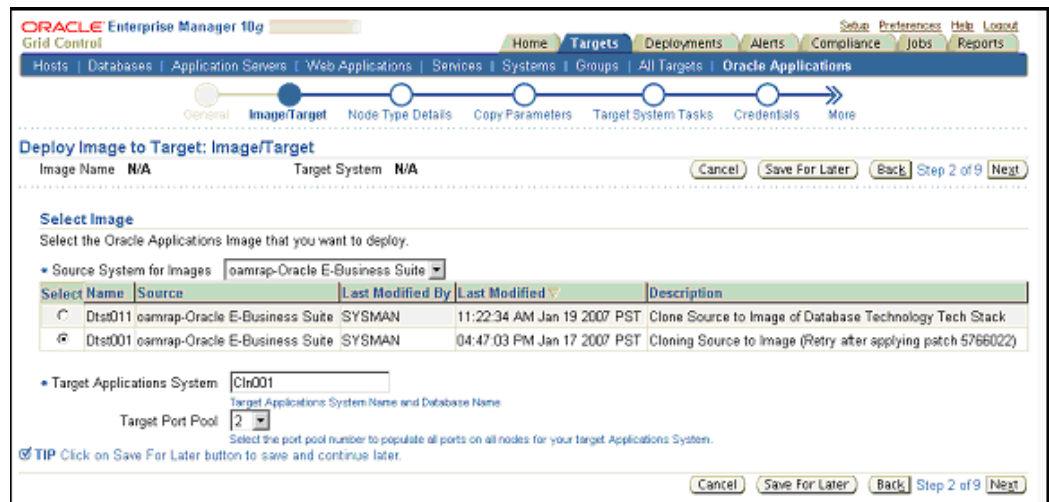 ORACLE Enterprise Manager 10g
Grid Control
Setup Preferences Help Logout
Home Targets Deployments Alerts Compliance Jobs Reports
Hosts | Databases | Application Servers | Web Applications | Services | Systems | Groups | All Targets | Oracle Applications
General Image/Target Node Type Details Copy Parameters Target System Tasks Credentials More
Deploy Image to Target: Image/Target
Image Name N/A Target System N/A Cancel Save For Later Back Step 2 of 9 Next
Select Image
Select the Oracle Applications Image that you want to deploy.
* Source System for Images oamrap-Oracle E-Business Suite
Select Name Source Last Modified By Last Modified Description
Dtst011 oamrap-Oracle E-Business Suite SYSMAN 11:22:34 AM Jan 19 2007 PST Clone Source to Image of Database Technology Tech Stack
Dtst001 oamrap-Oracle E-Business Suite SYSMAN 04:47:03 PM Jan 17 2007 PST Cloning Source to Image (Retry after applying patch 5766022)
* Target Applications System Cln001
Target Applications System Name and Database Name
Target Port Pool 2
Select the port pool number to populate all ports on all nodes for your target Applications System.
TIP Click on Save For Later button to save and continue later.
Cancel Save For Later Back Step 2 of 9 Next